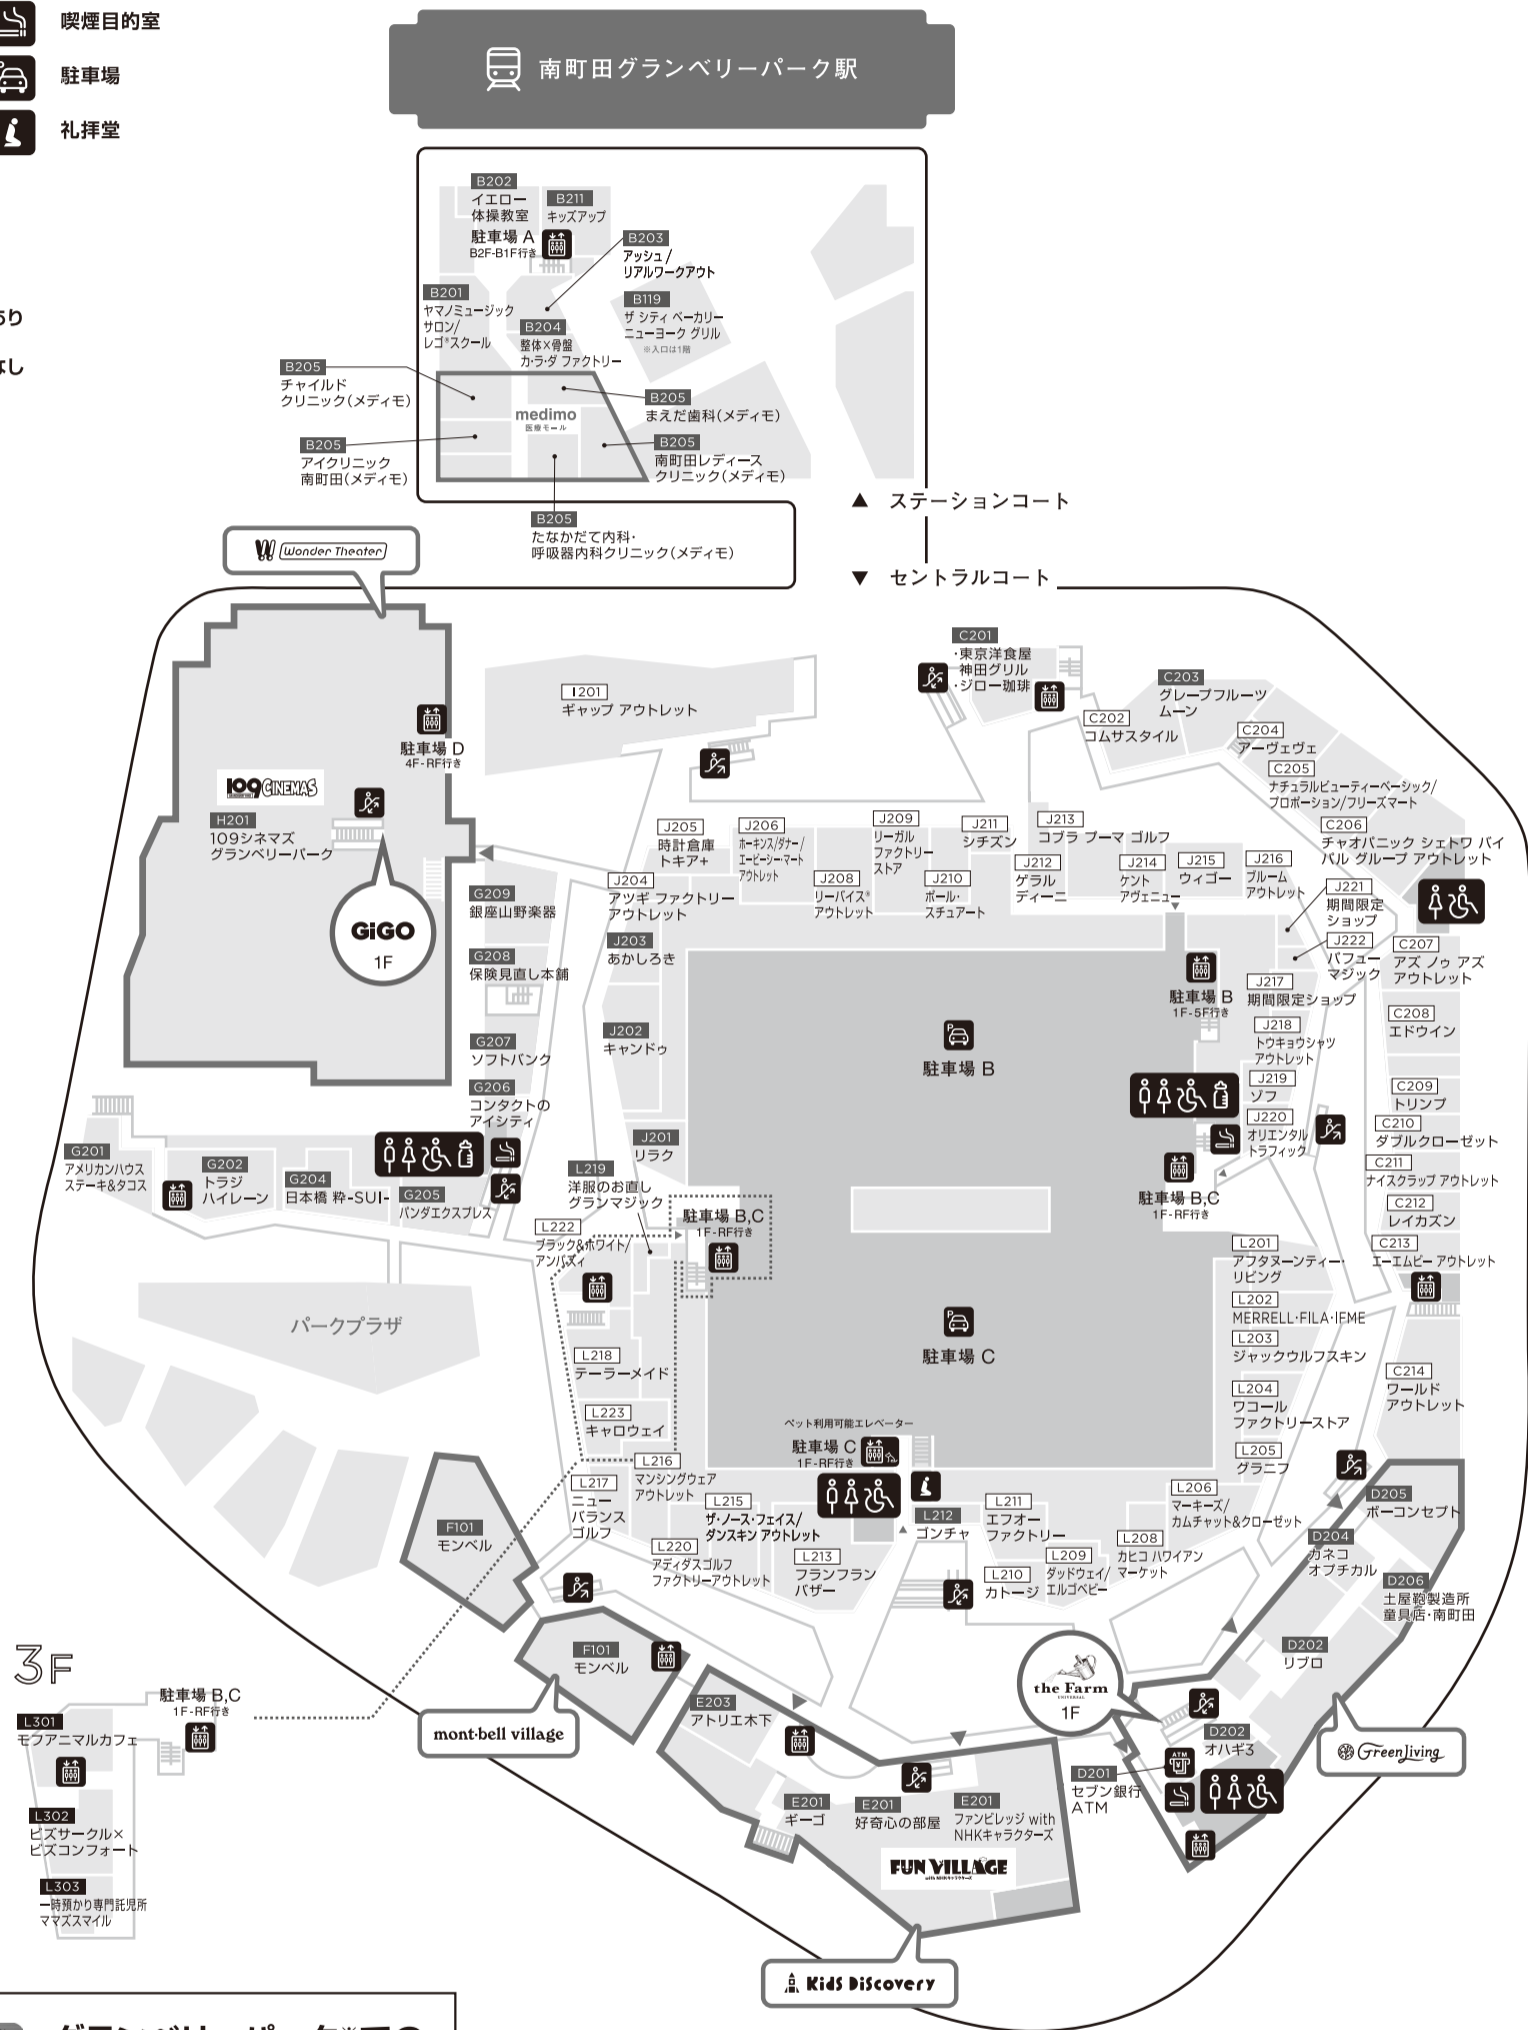 喫煙目的室
駐車場
礼拝堂
南町田グランベリーパーク駅
あり
なし
B202
イエロー
体操教室
B211
キッズアップ
駐車場 A
B2F-B1F行き
B203
アッシュ/
リアルワークアウト
B201
ヤマノミュージック
サロン/
レゴ®スクール
B204
整体×骨盤
カ・ラ・ダ ファクトリー
B119
ザ シティ ベーカリー
ニューヨーク グリル
※入口は1階
B205
チャイルド
クリニック(メディモ)
medimo
医療モール
B205
まえだ歯科(メディモ)
B205
アイクリニック
南町田(メディモ)
B205
南町田レディース
クリニック(メディモ)
B205
たなかだて内科・
呼吸器内科クリニック(メディモ)
▲ ステーションコート
▼ セントラルコート
Wonder Theater
駐車場 D
4F-RF行き
109 CINEMAS
H201
109シネマズ
グランベリーパーク
GiGO
1F
I201
ギャップ アウトレット
C201
・東京洋食屋
神田グリル
・ジロー珈琲
C202
コムサスタイル
C203
グレープフルーツ
ムーン
C204
アーヴェヴェ
C205
ナチュラルビューティーベーシック/
プロポーション/フリーズマート
C206
チャオパニック シェトワ バイ
パル グループ アウトレット
J205
時計倉庫
トキア+
J206
ホーキンス/ダナー/
エービーシー・マート
アウトレット
J209
リーガル
ファクトリー
ストア
J211
シチズン
J213
コブラ プーマ ゴルフ
J204
アツギ ファクトリー
アウトレット
J208
リーバイス®
アウトレット
J210
ポール・
スチュアート
J212
ゲラル
ディーニ
J214
ケント
アヴェニュー
J215
ウィゴー
J216
ブルーム
アウトレット
J221
期間限定
ショップ
J222
パフュー
マジック
C207
アズ ノゥ アズ
アウトレット
G209
銀座山野楽器
G208
保険見直し本舗
J203
あかしろき
J202
キャンドゥ
G207
ソフトバンク
G206
コンタクトの
アイシティ
J201
リラク
駐車場 B
駐車場 B
1F-5F行き
J217
期間限定ショップ
J218
トウキョウシャツ
アウトレット
J219
ゾフ
J220
オリエンタル
トラフィック
駐車場 B,C
1F-RF行き
C208
エドウイン
C209
トリンプ
C210
ダブルクローゼット
C211
ナイスクラップ アウトレット
C212
レイカズン
C213
エーエムビー アウトレット
C214
ワールド
アウトレット
G201
アメリカンハウス
ステーキ&タコス
G202
トラジ
ハイレーン
G204
日本橋 粋-SUI-
G205
パンダエクスプレス
L219
洋服のお直し
グランマジック
L222
ブラック&ホワイト/
アンパスィ
駐車場 B,C
1F-RF行き
L218
テーラーメイド
L223
キャロウェイ
パークプラザ
駐車場 C
L201
アフタヌーンティー・
リビング
L202
MERRELL・FILA・IFME
L203
ジャックウルフスキン
L204
ワコール
ファクトリーストア
L205
グラニフ
L206
マーキーズ/
カムチャット&クローゼット
ペット利用可能エレベーター
駐車場 C
1F-RF行き
L217
ニュー
バランス
ゴルフ
L216
マンシングウェア
アウトレット
L215
ザ・ノース・フェイス/
ダンスキン アウトレット
L220
アディダスゴルフ
ファクトリーアウトレット
L213
フランフラン
バザー
L212
ゴンチャ
L211
エフオー
ファクトリー
L210
カトージ
L209
ダッドウェイ/
エルゴベビー
L208
カヒコ ハワイアン
マーケット
D205
ボーコンセプト
D204
カネコ
オプチカル
D206
土屋鞄製造所
童具店・南町田
D202
リブロ
F101
モンベル
F101
モンベル
mont-bell village
E203
アトリエ木下
E201
ギーゴ
E201
好奇心の部屋
E201
ファンビレッジ with
NHKキャラクターズ
FUN VILLAGE
with NHKキャラクターズ
Kids Discovery
the Farm
UNIVERSAL
1F
D202
オハギ3
D201
セブン銀行
ATM
ATM
Green Living
3F
駐車場 B,C
1F-RF行き
L301
モフアニマルカフェ
L302
ビズサークル×
ビズコンフォート
L303
一時預かり専門託児所
ママズスマイル